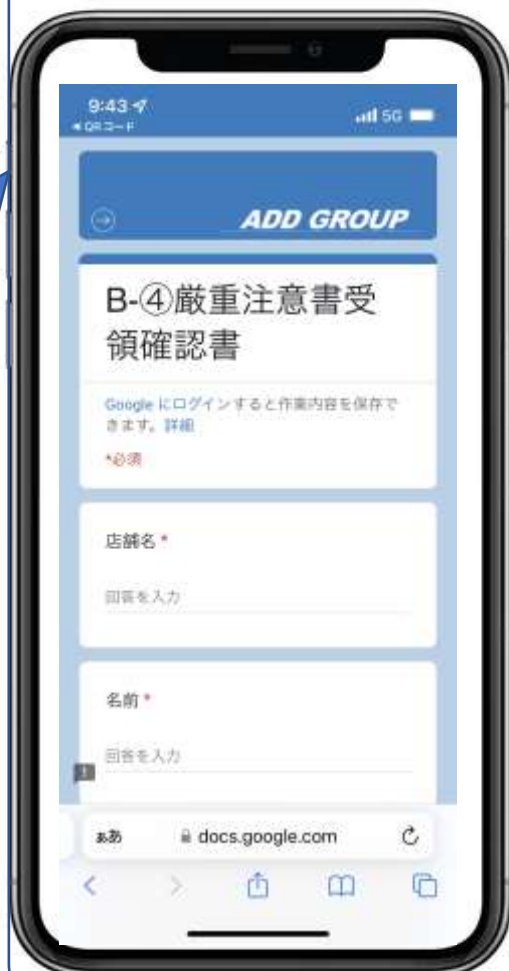 9:43
5G
◀ QRコード
ADD GROUP
B-④厳重注意書受
領確認書
Google にログインすると作業内容を保存で
きます。詳細
*必須
店舗名 *
回答を入力
名前 *
回答を入力
ぁあ
docs.google.com